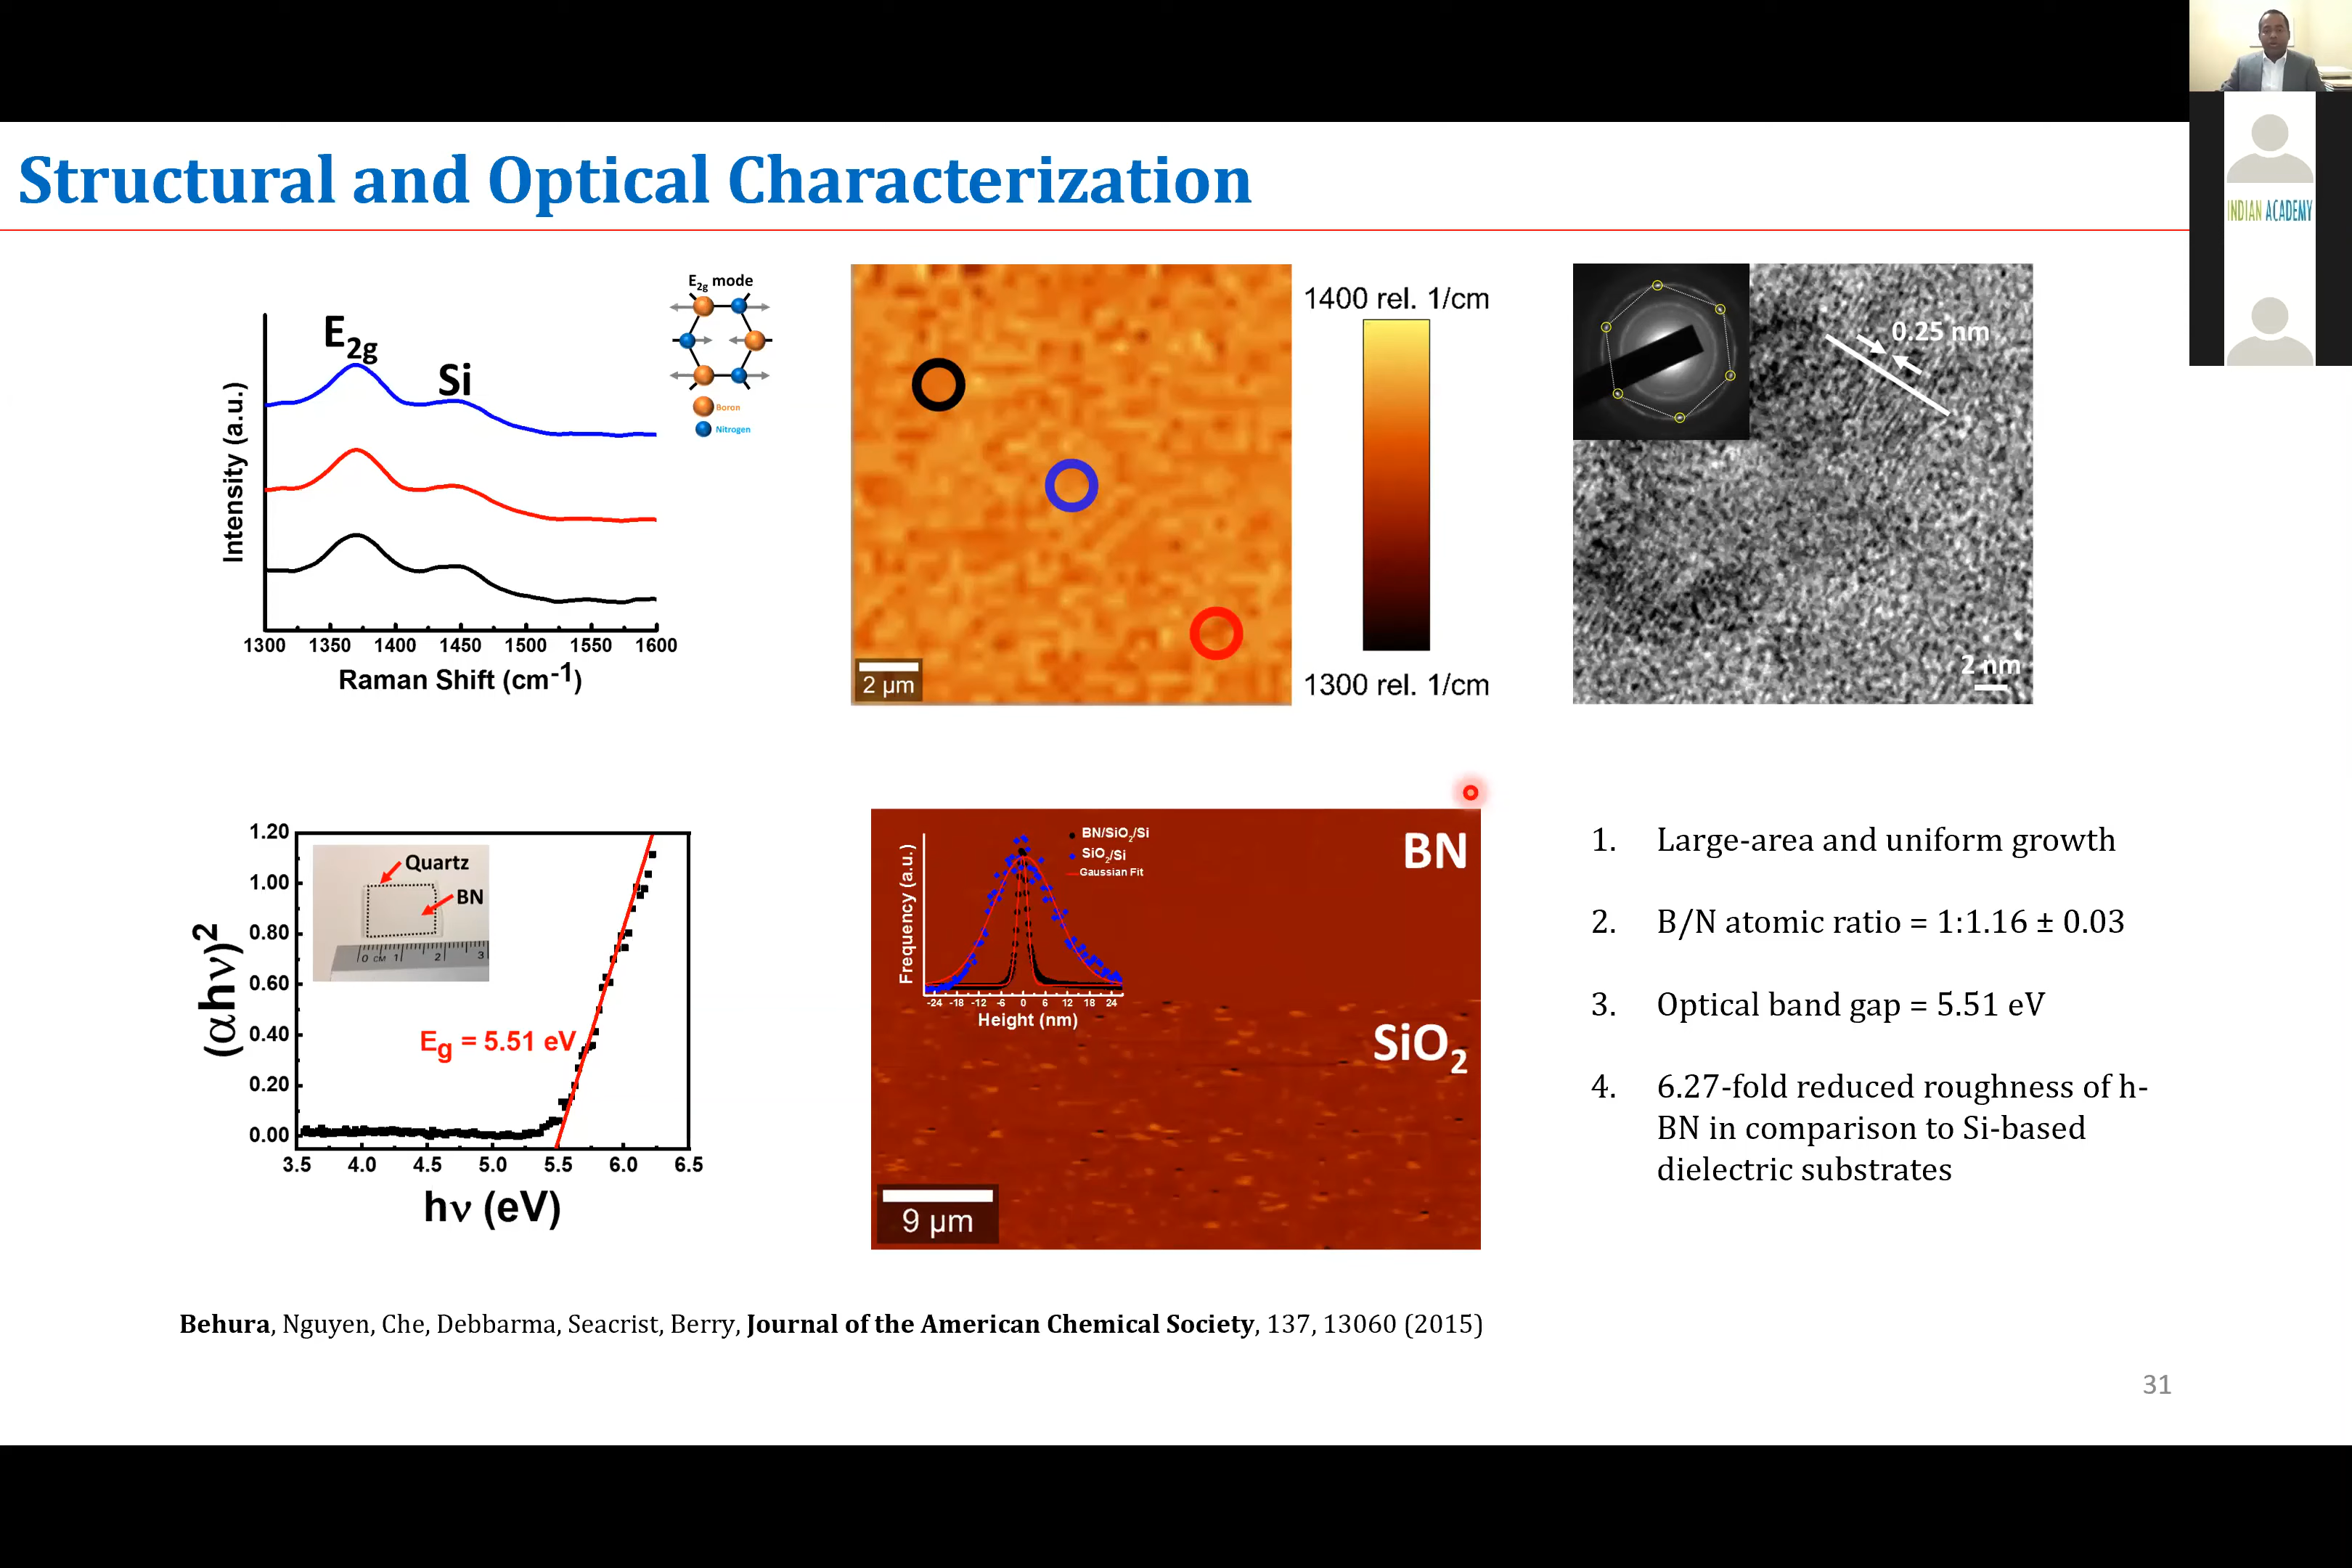 Structural and Optical Characterization
INDIAN ACADEMY
E2g
Si
Intensity (a.u.)
1300 1350 1400 1450 1500 1550 1600
Raman Shift (cm-1)
E2g mode
Boron
Nitrogen
2 µm
1400 rel. 1/cm
1300 rel. 1/cm
0.25 nm
2 nm
1.20
1.00
0.80
0.60
0.40
0.20
0.00
(αhν)2
3.5 4.0 4.5 5.0 5.5 6.0 6.5
hν (eV)
Quartz
BN
0 CM 1 2 3
Eg = 5.51 eV
BN
SiO2
BN/SiO2/Si
SiO2/Si
Gaussian Fit
Frequency (a.u.)
-24 -18 -12 -6 0 6 12 18 24
Height (nm)
9 µm
1. Large-area and uniform growth
2. B/N atomic ratio = 1:1.16 ± 0.03
3. Optical band gap = 5.51 eV
4. 6.27-fold reduced roughness of h-
BN in comparison to Si-based
dielectric substrates
Behura, Nguyen, Che, Debbarma, Seacrist, Berry, Journal of the American Chemical Society, 137, 13060 (2015)
31